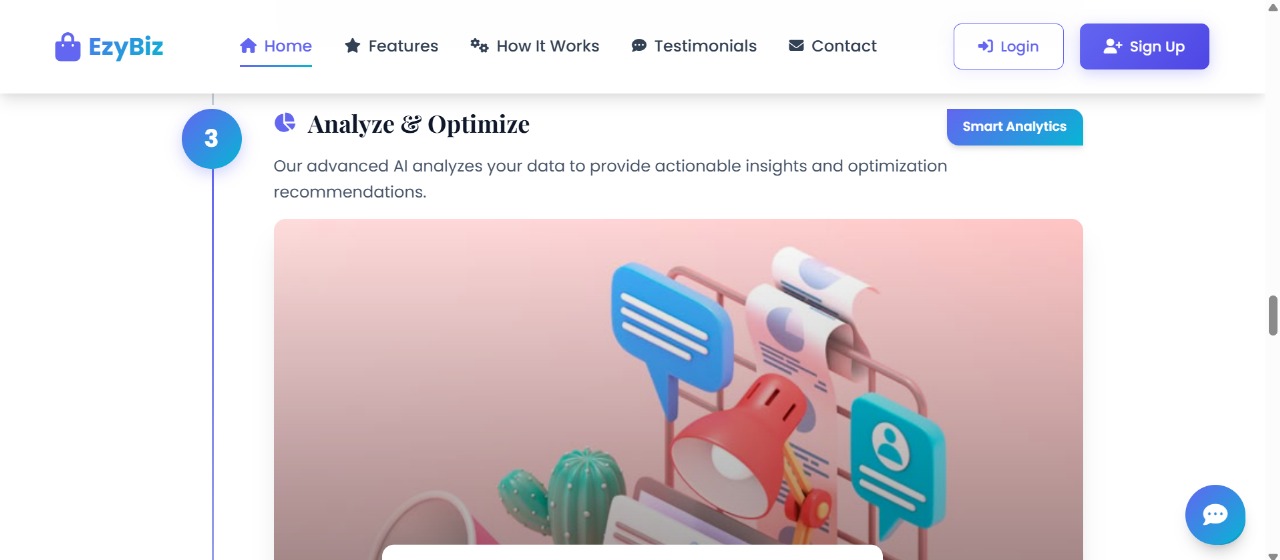 EzyBiz
Home
Features
How It Works
Testimonials
Contact
Login
Sign Up
3
Analyze & Optimize
Smart Analytics
Our advanced AI analyzes your data to provide actionable insights and optimization
recommendations.